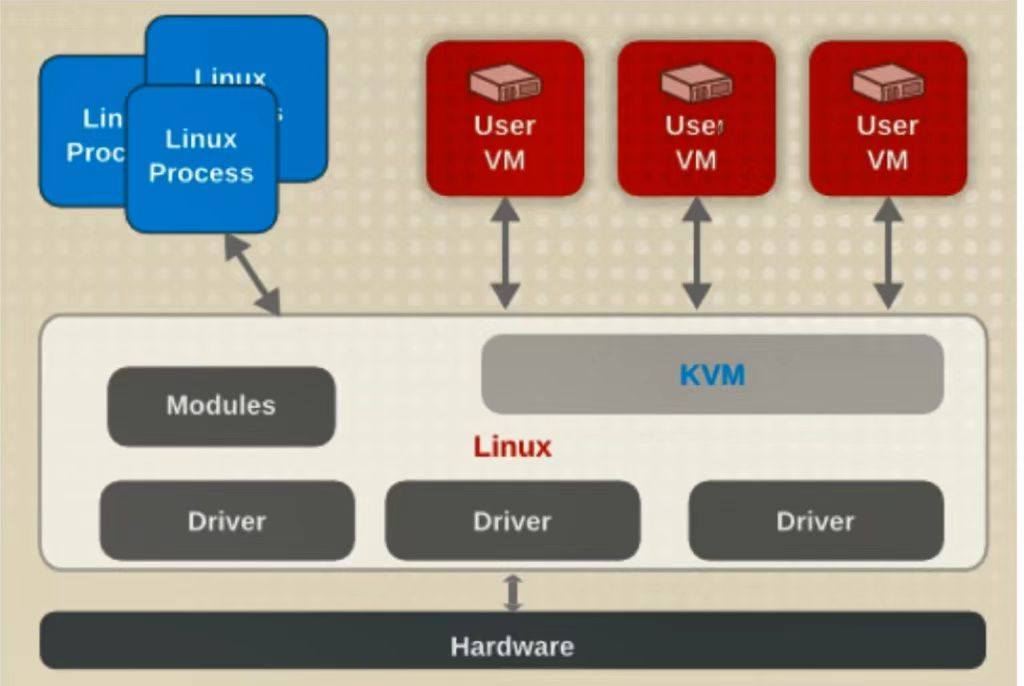 Linux
Lin
Proc
s
Linux
Process
User
VM
User
VM
User
VM
KVM
Modules
Linux
Driver
Driver
Driver
Hardware